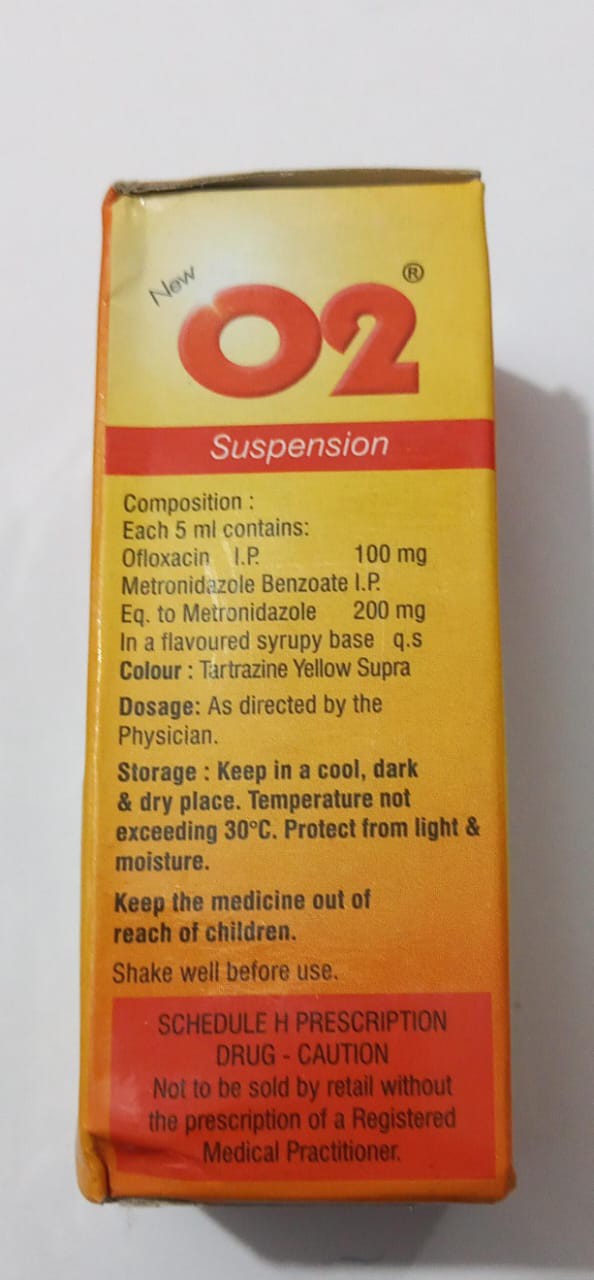 New
O2®
Suspension
Composition :
Each 5 ml contains:
Ofloxacin I.P. 100 mg
Metronidazole Benzoate I.P.
Eq. to Metronidazole 200 mg
In a flavoured syrupy base q.s
Colour : Tartrazine Yellow Supra
Dosage: As directed by the
Physician.
Storage : Keep in a cool, dark
& dry place. Temperature not
exceeding 30°C. Protect from light &
moisture.
Keep the medicine out of
reach of children.
Shake well before use.
SCHEDULE H PRESCRIPTION
DRUG - CAUTION
Not to be sold by retail without
the prescription of a Registered
Medical Practitioner.